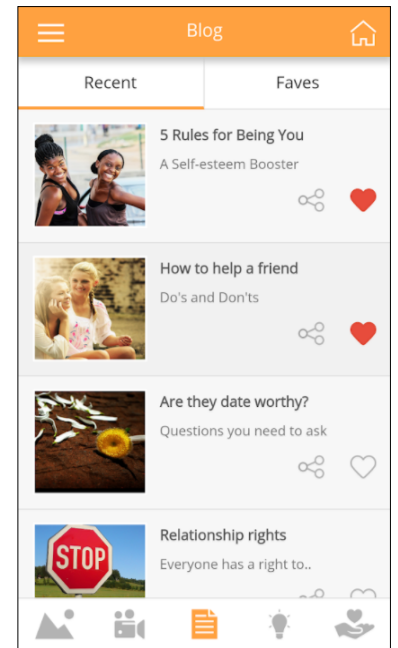 Blog
Recent
Faves
5 Rules for Being You
A Self-esteem Booster
How to help a friend
Do's and Don'ts
Are they date worthy?
Questions you need to ask
Relationship rights
Everyone has a right to..
STOP